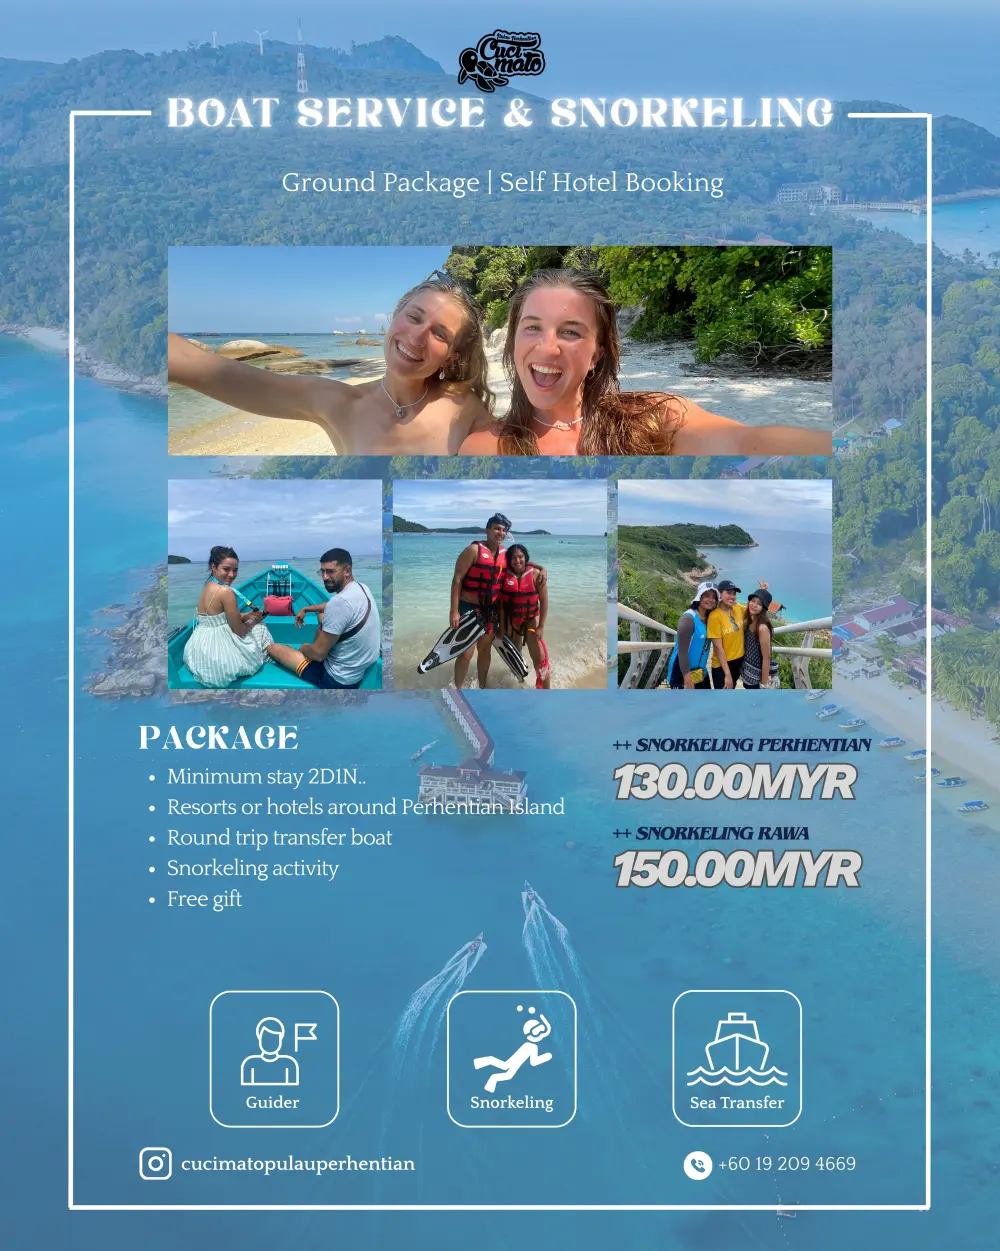 Pulau Perhentian
Cuci
mato
BOAT SERVICE & SNORKELING
Ground Package | Self Hotel Booking
PACKAGE
• Minimum stay 2D1N..
• Resorts or hotels around Perhentian Island
• Round trip transfer boat
• Snorkeling activity
• Free gift
++ SNORKELING PERHENTIAN
130.00MYR
++ SNORKELING RAWA
150.00MYR
Guider
Snorkeling
Sea Transfer
cucimatopulauperhentian
+60 19 209 4669